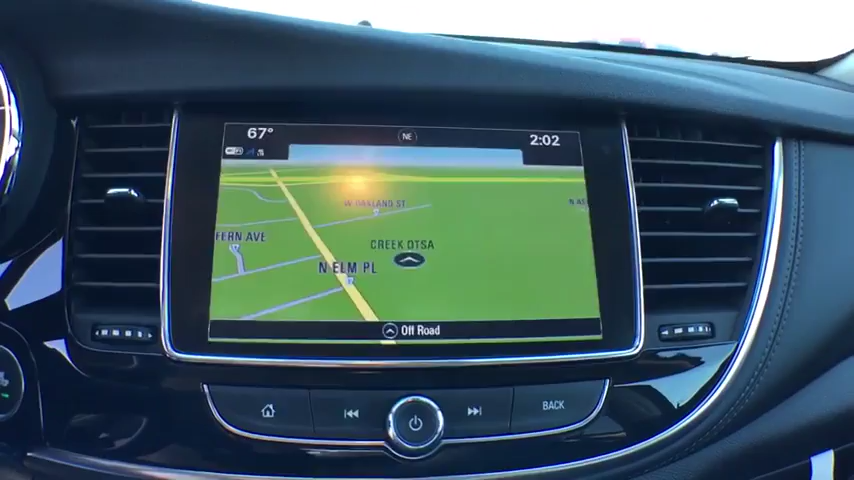 67°
NE
2:02
W OAKLAND ST
FERN AVE
CREEK OTSA
N ELM PL
Off Road
BACK